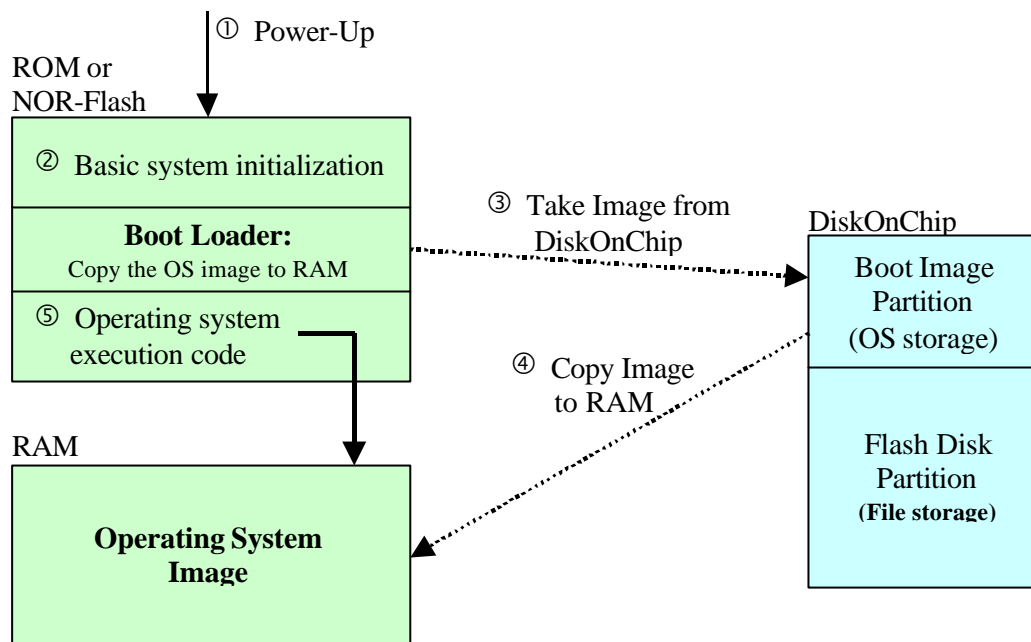 ① Power-Up
ROM or
NOR-Flash
② Basic system initialization
Boot Loader:
Copy the OS image to RAM
⑤ Operating system
execution code
③ Take Image from
DiskOnChip
DiskOnChip
Boot Image
Partition
(OS storage)
④ Copy Image
to RAM
Flash Disk
Partition
(File storage)
RAM
Operating System
Image